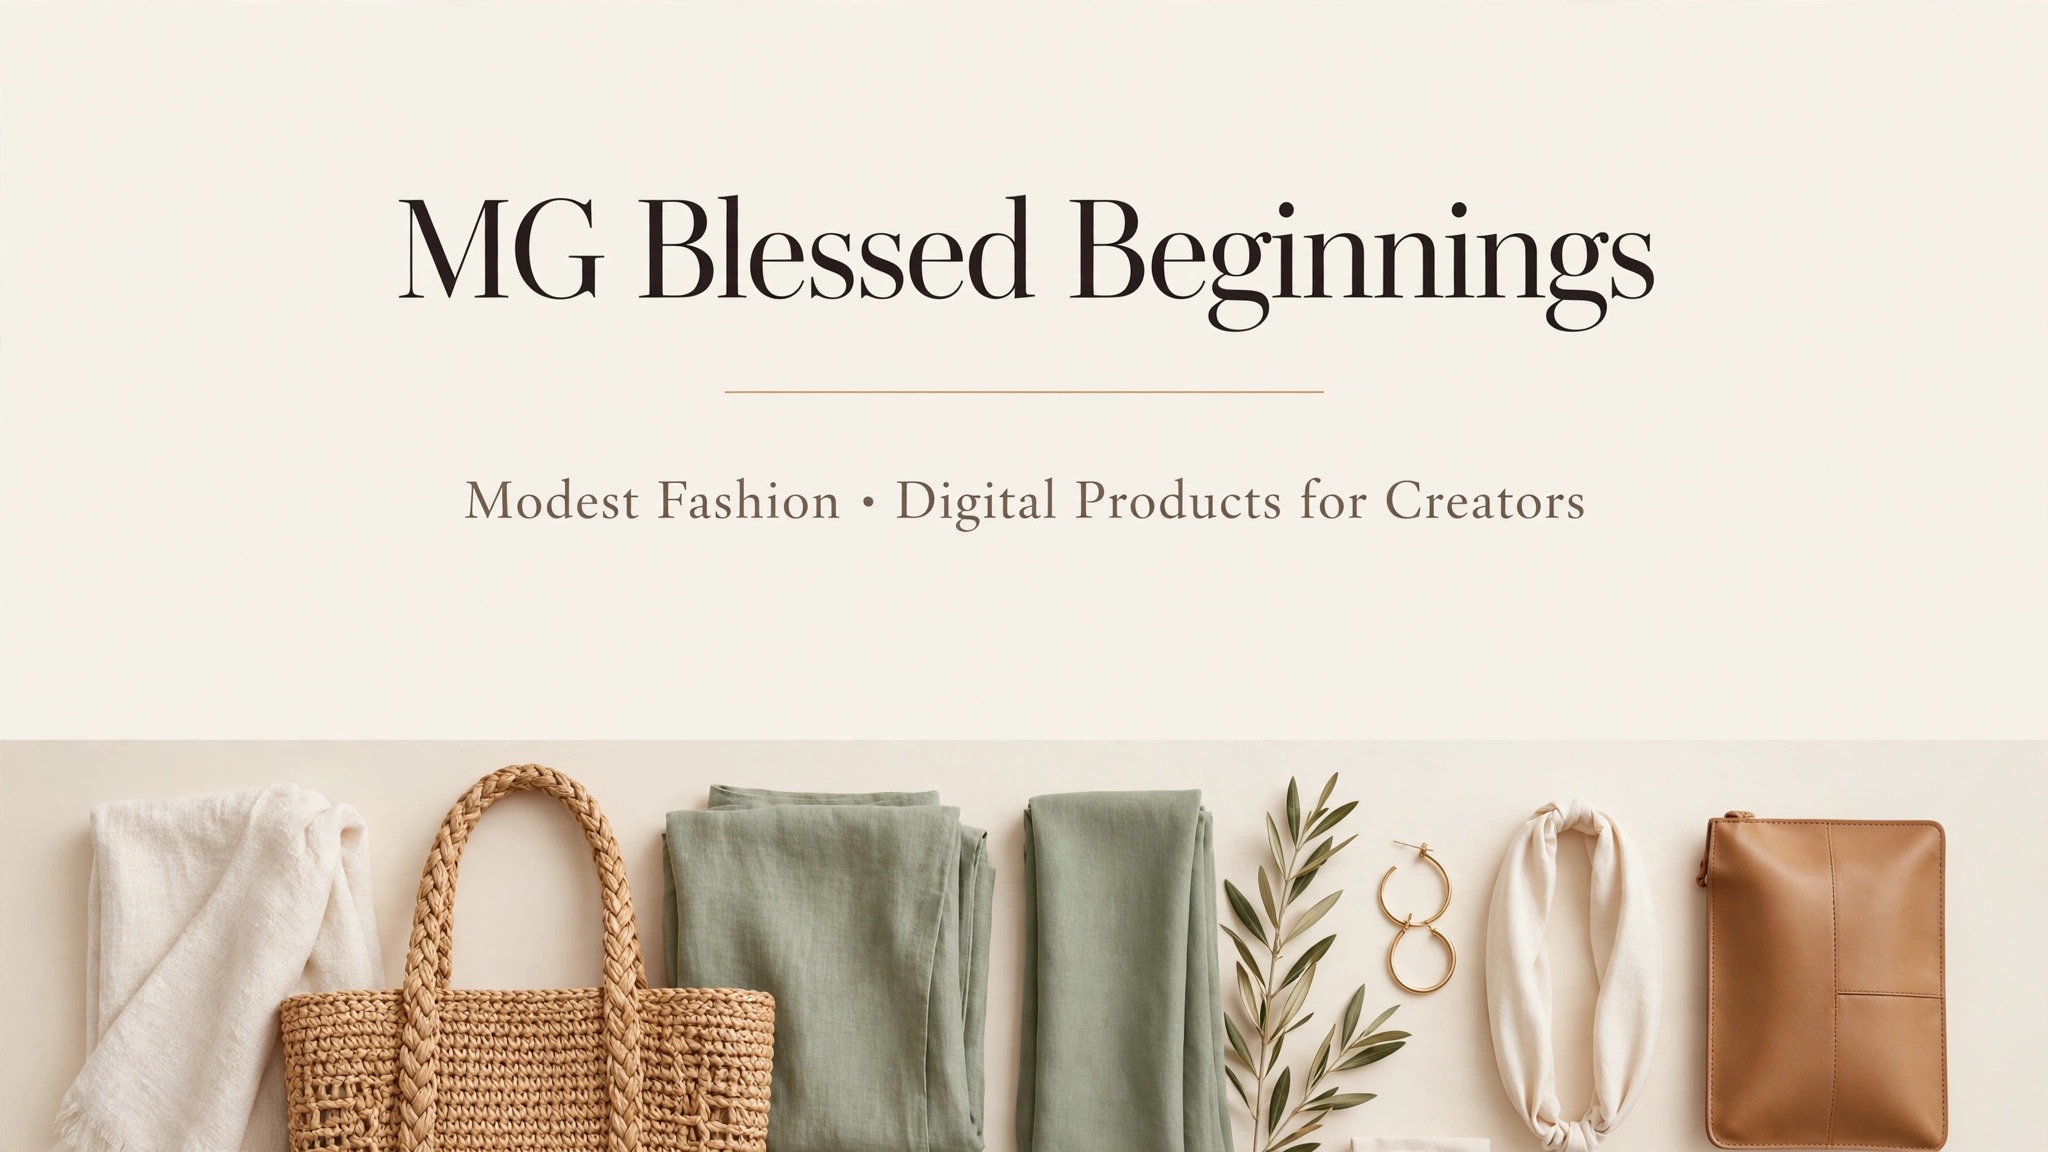 MG Blessed Beginnings
Modest Fashion • Digital Products for Creators